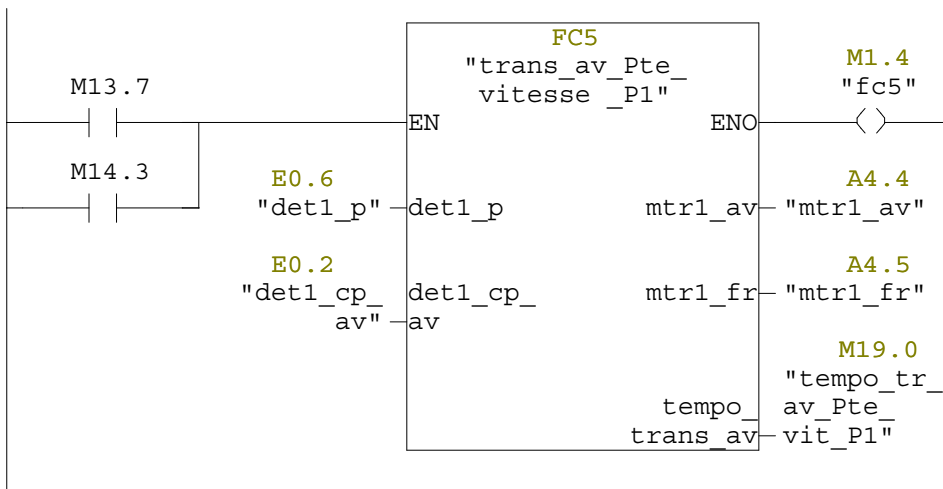 FC5
"trans_av_Pte_
vitesse _P1"
M1.4
"fc5"
M13.7
EN
ENO
M14.3
E0.6
"det1_p"
det1_p
A4.4
mtr1_av
"mtr1_av"
E0.2
"det1_cp_
av"
det1_cp_
av
A4.5
mtr1_fr
"mtr1_fr"
M19.0
tempo_
trans_av
"tempo_tr_
av_Pte_
vit_P1"